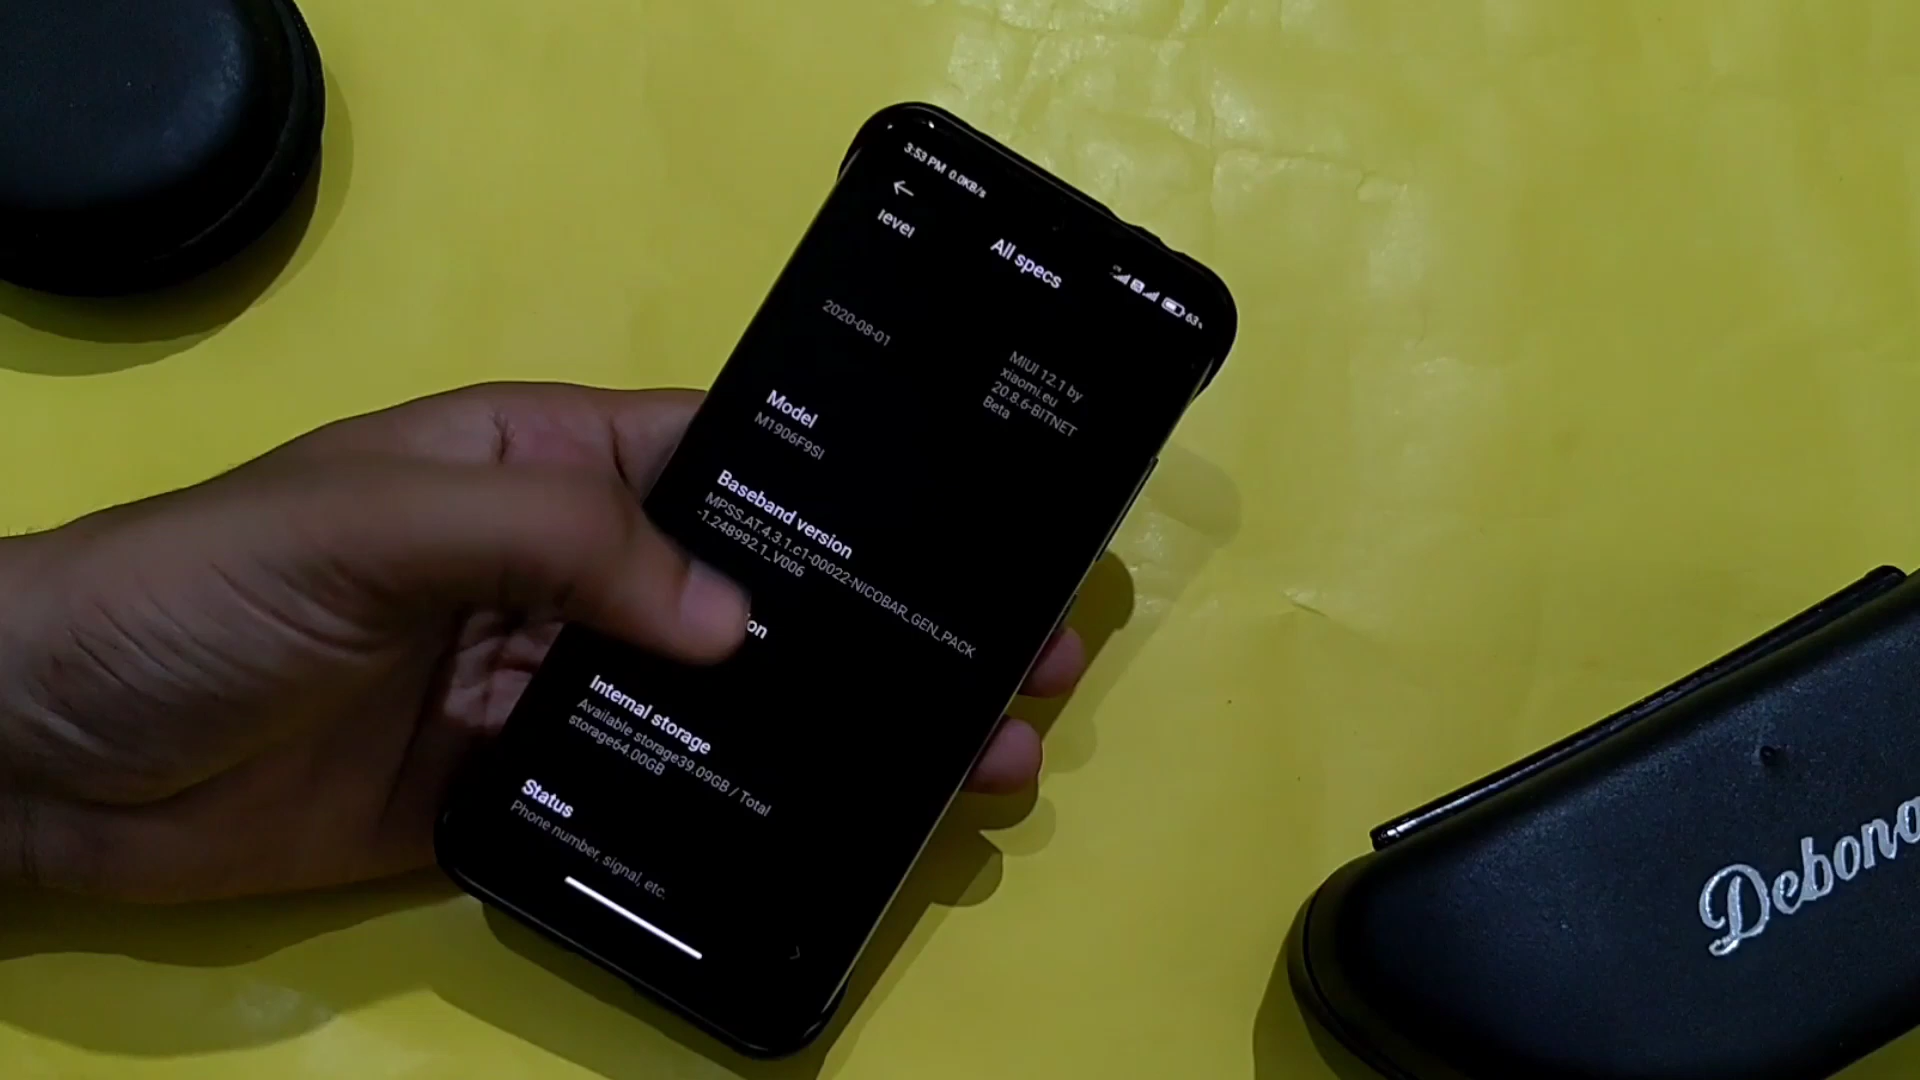 3:53 PM 0.0KB/s
63%
All specs
level
2020-08-01
MIUI 12.1 by
xiaomi.eu
20.8.6-BITNET
Beta
Model
M1906F9SI
Baseband version
MPSS.AT.4.3.1.c1-00022-NICOBAR_GEN_PACK
-1.248992.1_V006
Internal storage
Available storage39.09GB / Total
storage64.00GB
Status
Phone number, signal, etc.